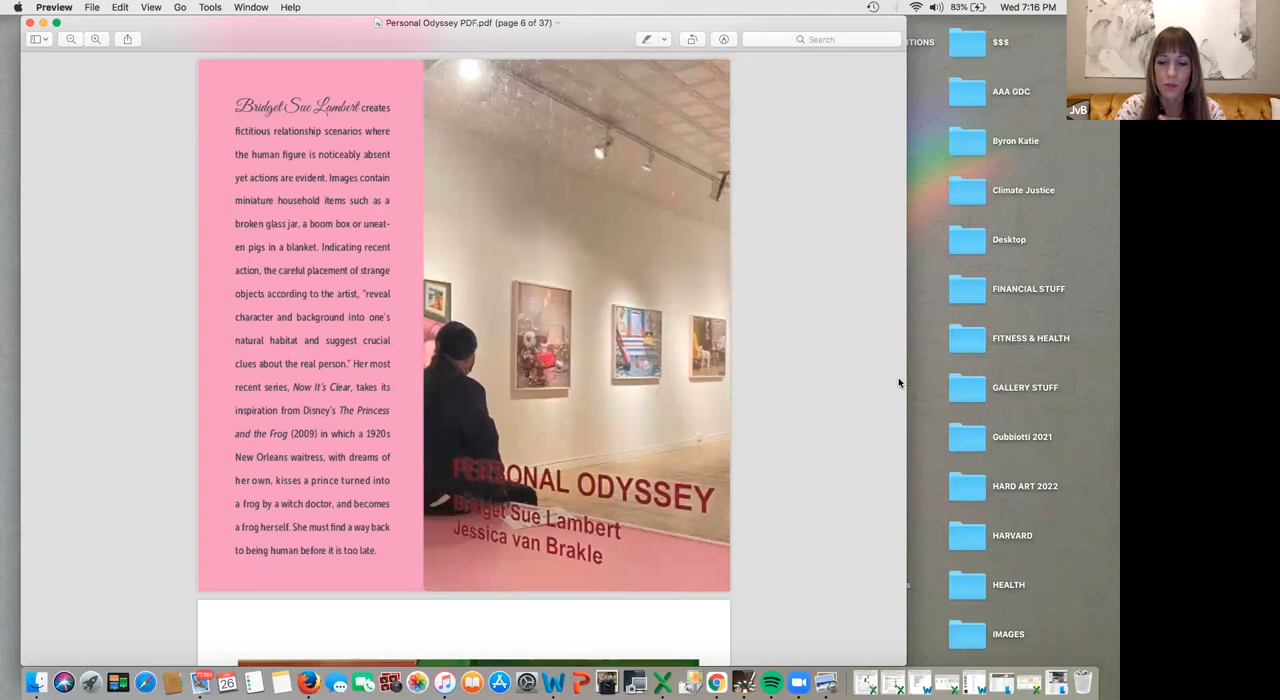 Preview File Edit View Go Tools Window Help 83% Wed 7:16 PM
Personal Odyssey PDF.pdf (page 6 of 37)
Search
Bridget Sue Lambert creates
fictitious relationship scenarios where
the human figure is noticeably absent
yet actions are evident. Images contain
miniature household items such as a
broken glass jar, a boom box or uneat-
en pigs in a blanket. Indicating recent
action, the careful placement of strange
objects according to the artist, "reveal
character and background into one's
natural habitat and suggest crucial
clues about the real person." Her most
recent series, Now It's Clear, takes its
inspiration from Disney's The Princess
and the Frog (2009) in which a 1920s
New Orleans waitress, with dreams of
her own, kisses a prince turned into
a frog by a witch doctor, and becomes
a frog herself. She must find a way back
to being human before it is too late.
PERSONAL ODYSSEY
Bridget Sue Lambert
Jessica van Brakle
TIONS
$$$
AAA GDC
Byron Katie
Climate Justice
Desktop
FINANCIAL STUFF
FITNESS & HEALTH
GALLERY STUFF
Gubbiotti 2021
HARD ART 2022
HARVARD
s
HEALTH
IMAGES
JvB
26